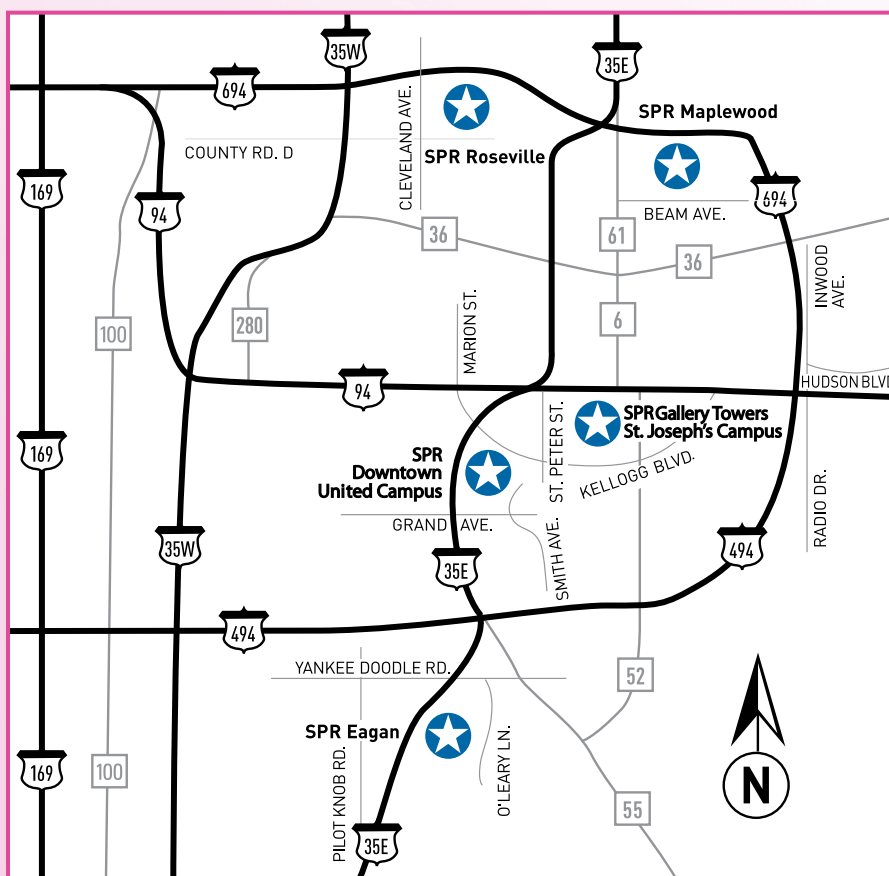 35W
35E
694
CLEVELAND AVE.
SPR Maplewood
COUNTY RD. D
SPR Roseville
169
94
694
BEAM AVE.
36
61
36
INWOOD
AVE.
MARION ST.
100
280
6
94
HUDSON BLVD
SPR Gallery Towers
St. Joseph's Campus
ST. PETER ST.
169
SPR
Downtown
United Campus
KELLOGG BLVD.
RADIO DR.
GRAND AVE.
SMITH AVE.
35W
494
35E
494
YANKEE DOODLE RD.
52
SPR Eagan
169
100
PILOT KNOB RD.
O'LEARY LN.
N
55
35E